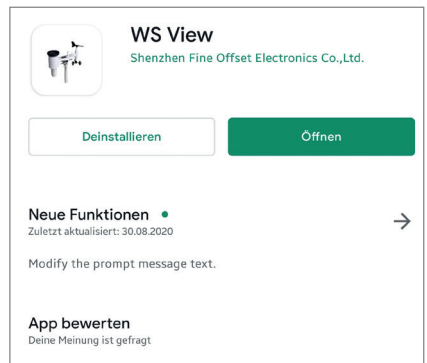 WS View
Shenzhen Fine Offset Electronics Co.,Ltd.
Deinstallieren
Öffnen
Neue Funktionen
Zuletzt aktualisiert: 30.08.2020
Modify the prompt message text.
App bewerten
Deine Meinung ist gefragt